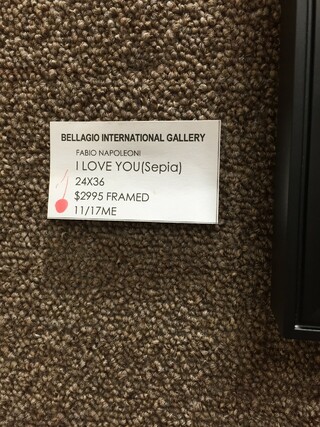 BELLAGIO INTERNATIONAL GALLERY
FABIO NAPOLEONI
I LOVE YOU(Sepia)
24X36
$2995 FRAMED
11/17ME